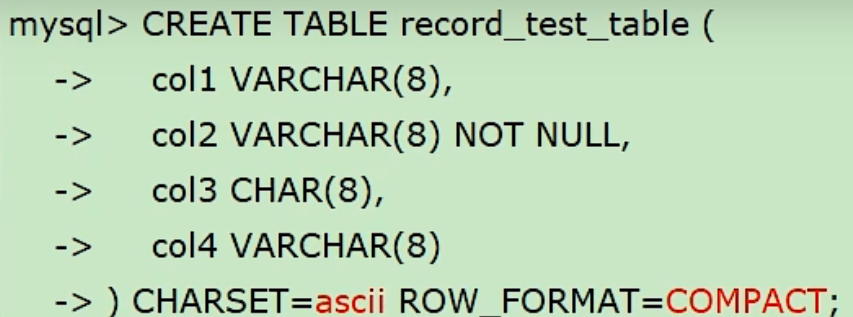 mysql> CREATE TABLE record_test_table (
-> col1 VARCHAR(8),
-> col2 VARCHAR(8) NOT NULL,
-> col3 CHAR(8),
-> col4 VARCHAR(8)
-> ) CHARSET=ascii ROW_FORMAT=COMPACT;